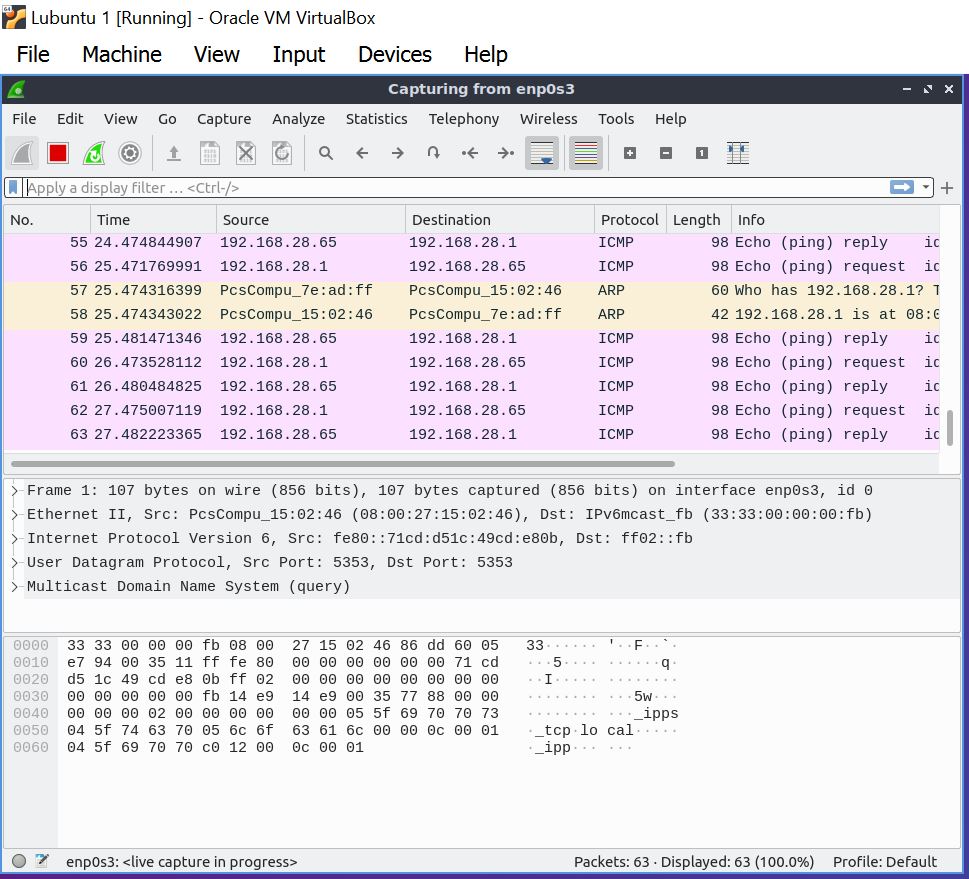 Lubuntu 1 [Running] - Oracle VM VirtualBox
File Machine View Input Devices Help
Capturing from enp0s3
File Edit View Go Capture Analyze Statistics Telephony Wireless Tools Help
Apply a display filter … <Ctrl-/>
No. Time Source Destination Protocol Length Info
55 24.474844907 192.168.28.65 192.168.28.1 ICMP 98 Echo (ping) reply id
56 25.471769991 192.168.28.1 192.168.28.65 ICMP 98 Echo (ping) request id
57 25.474316399 PcsCompu_7e:ad:ff PcsCompu_15:02:46 ARP 60 Who has 192.168.28.1? T
58 25.474343022 PcsCompu_15:02:46 PcsCompu_7e:ad:ff ARP 42 192.168.28.1 is at 08:0
59 25.481471346 192.168.28.65 192.168.28.1 ICMP 98 Echo (ping) reply id
60 26.473528112 192.168.28.1 192.168.28.65 ICMP 98 Echo (ping) request id
61 26.480484825 192.168.28.65 192.168.28.1 ICMP 98 Echo (ping) reply id
62 27.475007119 192.168.28.1 192.168.28.65 ICMP 98 Echo (ping) request id
63 27.482223365 192.168.28.65 192.168.28.1 ICMP 98 Echo (ping) reply id
Frame 1: 107 bytes on wire (856 bits), 107 bytes captured (856 bits) on interface enp0s3, id 0
Ethernet II, Src: PcsCompu_15:02:46 (08:00:27:15:02:46), Dst: IPv6mcast_fb (33:33:00:00:00:fb)
Internet Protocol Version 6, Src: fe80::71cd:d51c:49cd:e80b, Dst: ff02::fb
User Datagram Protocol, Src Port: 5353, Dst Port: 5353
Multicast Domain Name System (query)
0000 33 33 00 00 00 fb 08 00 27 15 02 46 86 dd 60 05 33······ '··F··`·
0010 e7 94 00 35 11 ff fe 80 00 00 00 00 00 00 71 cd ···5···· ······q·
0020 d5 1c 49 cd e8 0b ff 02 00 00 00 00 00 00 00 00 ··I····· ········
0030 00 00 00 00 00 fb 14 e9 14 e9 00 35 77 88 00 00 ········ ···5w···
0040 00 00 00 02 00 00 00 00 00 00 05 5f 69 70 70 73 ········ ···_ipps
0050 04 5f 74 63 70 05 6c 6f 63 61 6c 00 00 0c 00 01 ·_tcp·lo cal·····
0060 04 5f 69 70 70 c0 12 00 0c 00 01 ·_ipp··· ···
enp0s3: <live capture in progress> Packets: 63 · Displayed: 63 (100.0%) Profile: Default